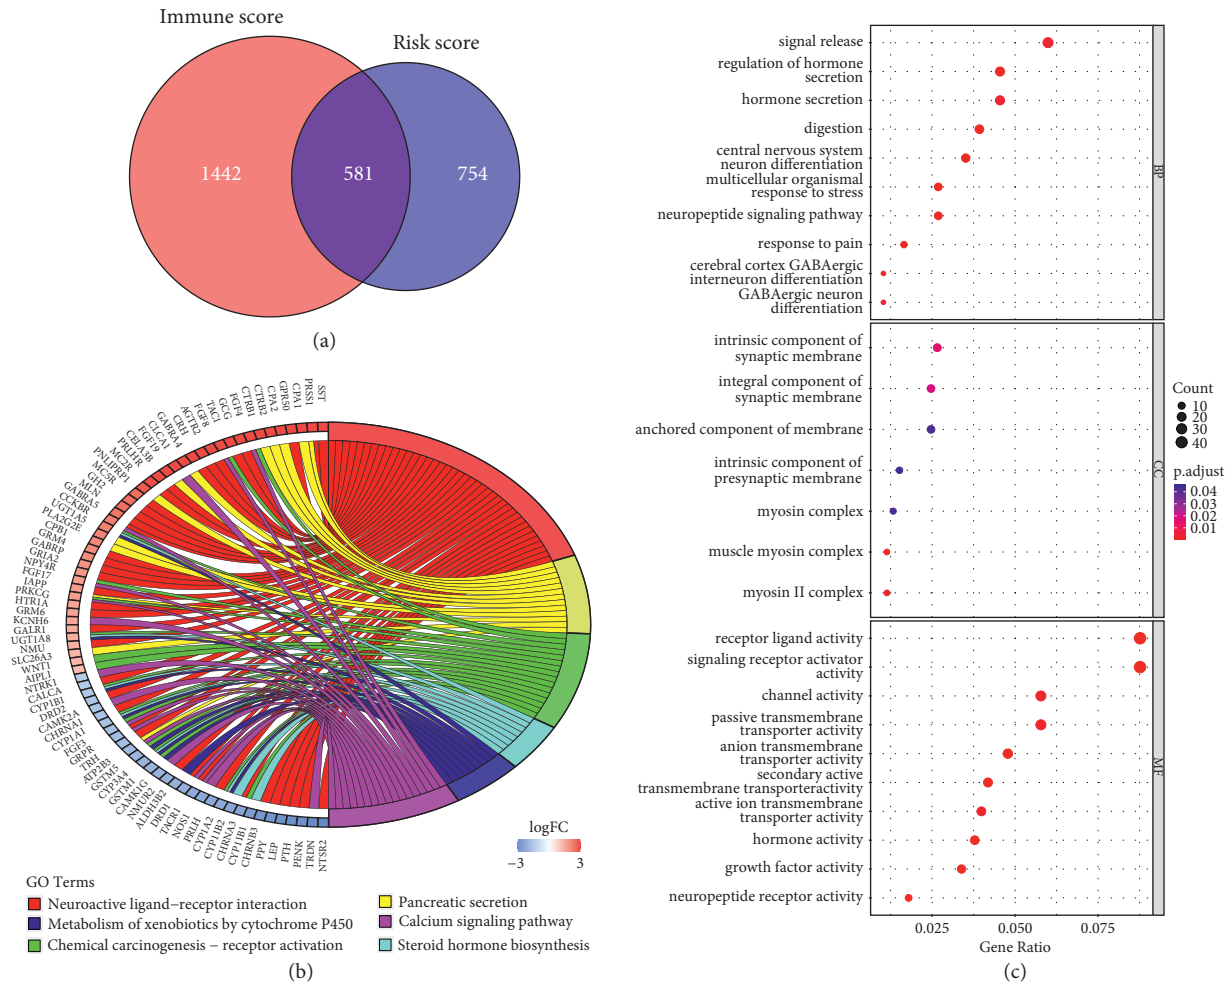 Immune score
Risk score
1442
581
754
(a)
SST
PRSS1
CPA1
GPR50
CPA2
CTRB2
CTRB1
FGF4
GCG
TAC1
FGF8
AGTR2
CRH
GABRA4
CLCA1
FGF19
CELA3B
PRLHR
MC2R
PNLIPRP1
MC5R
GH2
MLN
GABRA5
CCKBR
UGT1A5
PLA2G2E
CPB1
GRM4
GABRP
GRIA2
NPY4R
FGF17
IAPP
PRKCG
HTR1A
GRM6
KCNH6
GALR1
UGT1A8
NMU
SLC26A3
WNT1
AIPL1
NTRK1
CALCA
CYP1B1
DRD2
CAMK2A
CHRNA1
CYP1A1
FGF3
GRPR
TRH
ATP2B3
GSTM5
CYP3A4
GSTM1
CAMK1G
NMUR2
ALDH3B2
DRD1
TACR1
NOS1
PRLH
CYP1A2
CYP11B2
CHRNA3
CYP11B1
CHRNB3
PPY
LEP
PTH
PENK
TRDN
NTSR2
logFC
−3
3
GO Terms
Neuroactive ligand−receptor interaction
Metabolism of xenobiotics by cytochrome P450
Chemical carcinogenesis − receptor activation
Pancreatic secretion
Calcium signaling pathway
Steroid hormone biosynthesis
(b)
signal release
regulation of hormone
secretion
hormone secretion
digestion
central nervous system
neuron differentiation
multicellular organismal
response to stress
neuropeptide signaling pathway
response to pain
cerebral cortex GABAergic
interneuron differentiation
GABAergic neuron
differentiation
BP
intrinsic component of
synaptic membrane
integral component of
synaptic membrane
anchored component of membrane
intrinsic component of
presynaptic membrane
myosin complex
muscle myosin complex
myosin II complex
CC
receptor ligand activity
signaling receptor activator
activity
channel activity
passive transmembrane
transporter activity
anion transmembrane
transporter activity
secondary active
transmembrane transporteractivity
active ion transmembrane
transporter activity
hormone activity
growth factor activity
neuropeptide receptor activity
MF
0.025
0.050
0.075
Gene Ratio
Count
10
20
30
40
p.adjust
0.04
0.03
0.02
0.01
(c)